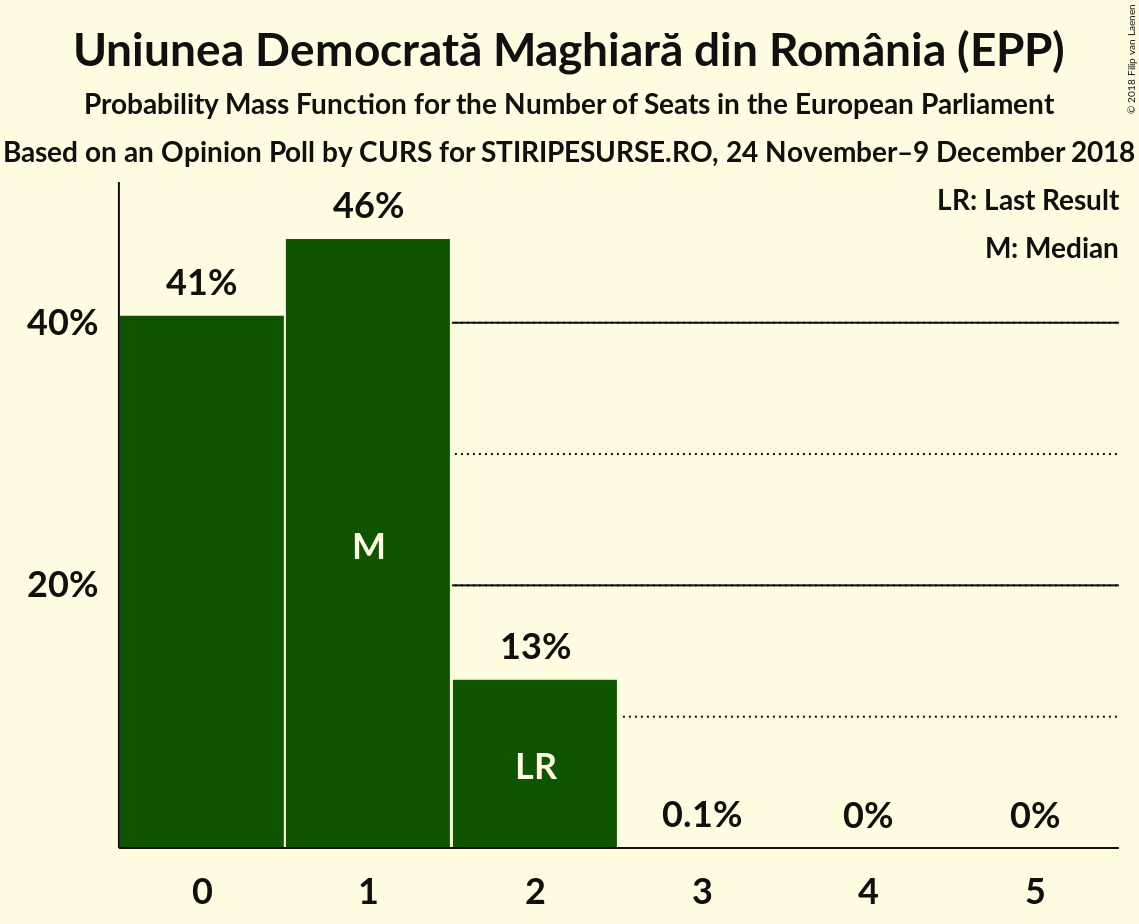 Uniunea Democrată Maghiară din România (EPP)
Probability Mass Function for the Number of Seats in the European Parliament
Based on an Opinion Poll by CURS for STIRIPESURSE.RO, 24 November–9 December 2018
© 2018 Filip van Laenen
LR: Last Result
M: Median
46%
41%
40%
M
20%
13%
LR
0.1%
0%
0%
0
1
2
3
4
5